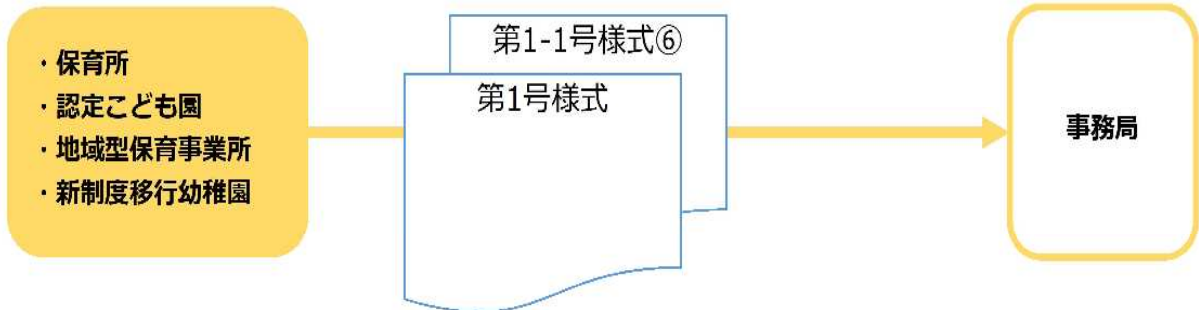 ・保育所
・認定こども園
・地域型保育事業所
・新制度移行幼稚園
第1-1号様式⑥
第1号様式
事務局